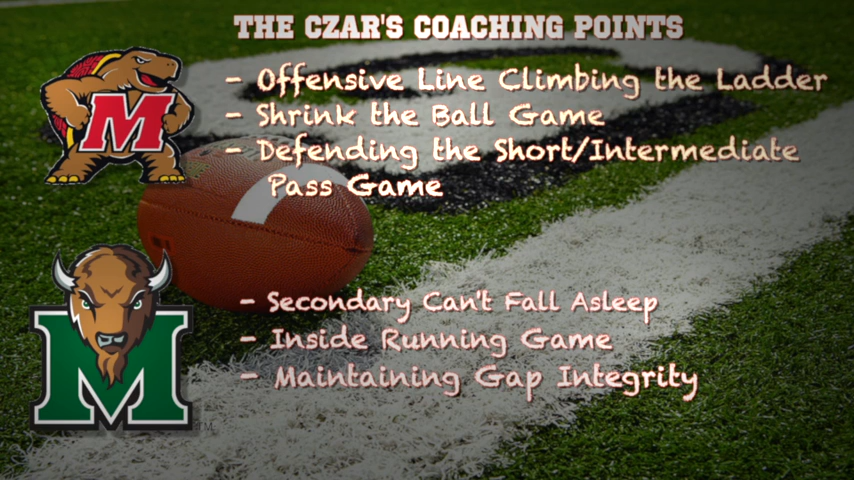 THE CZAR'S COACHING POINTS
- Offensive Line Climbing the Ladder
- Shrink the Ball Game
- Defending the Short/Intermediate
Pass Game
M
- Secondary Can't Fall Asleep
- Inside Running Game
- Maintaining Gap Integrity
M
TM